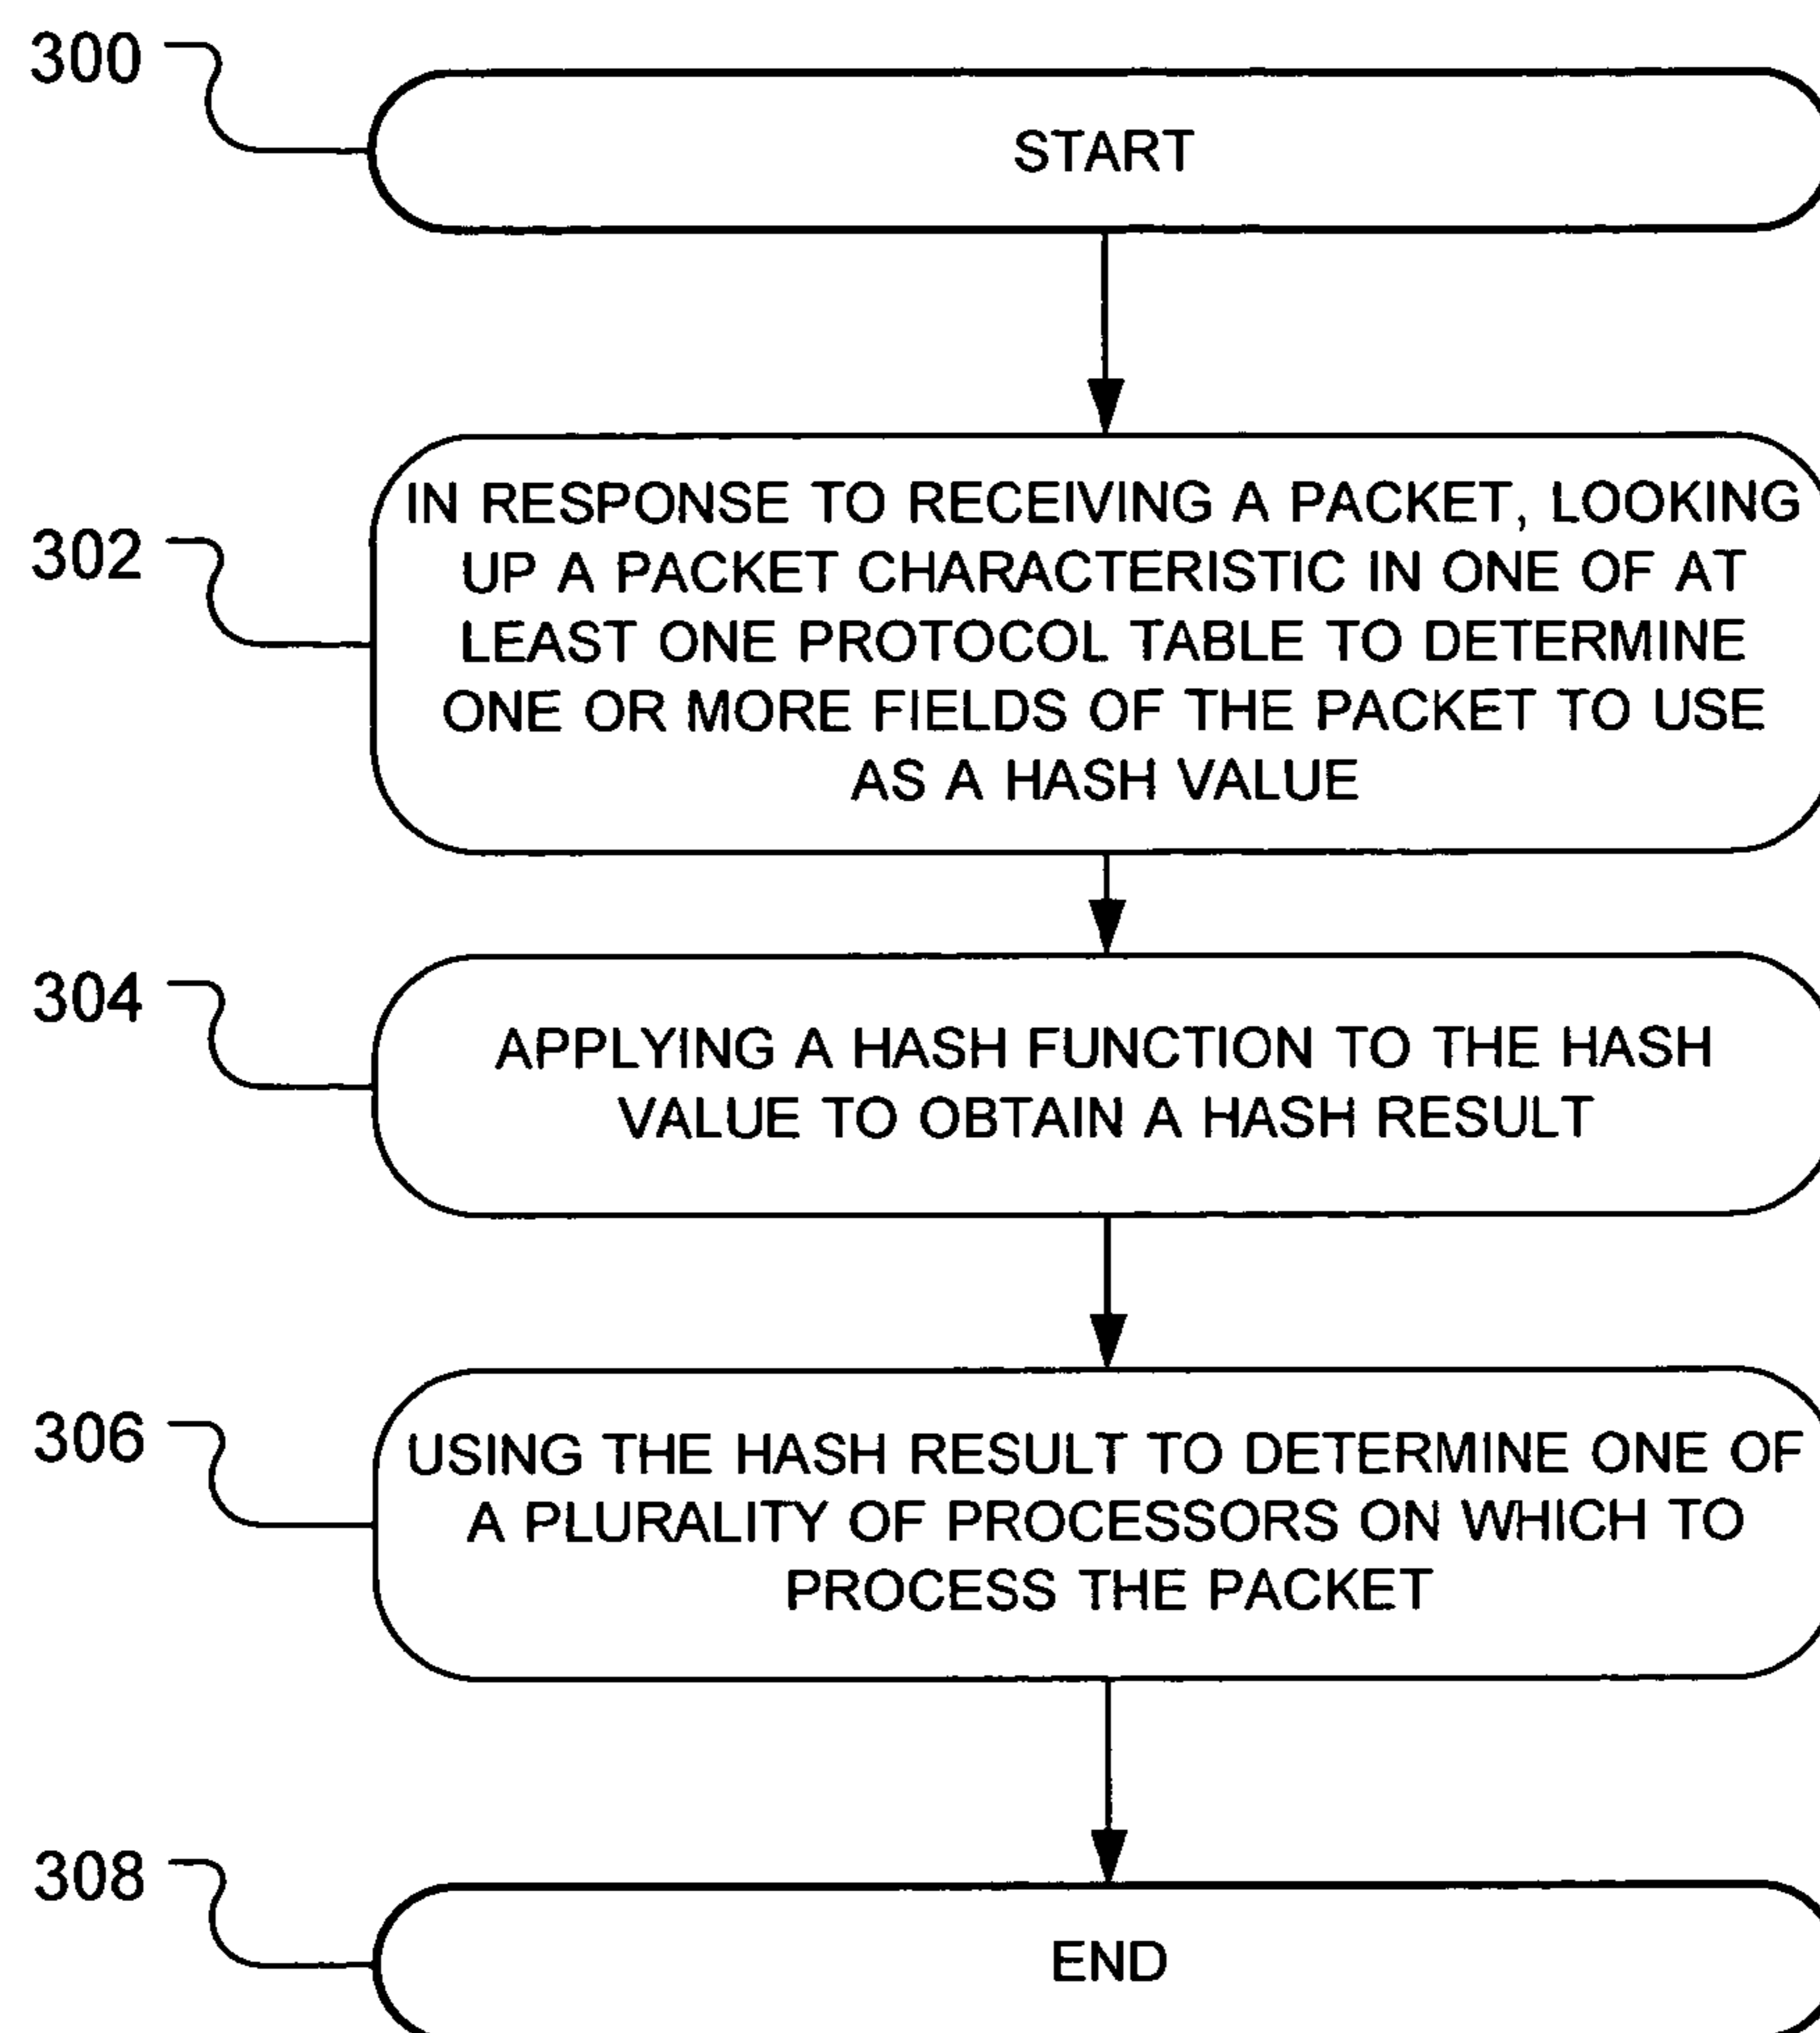 300
START
302
IN RESPONSE TO RECEIVING A PACKET, LOOKING
UP A PACKET CHARACTERISTIC IN ONE OF AT
LEAST ONE PROTOCOL TABLE TO DETERMINE
ONE OR MORE FIELDS OF THE PACKET TO USE
AS A HASH VALUE
304
APPLYING A HASH FUNCTION TO THE HASH
VALUE TO OBTAIN A HASH RESULT
306
USING THE HASH RESULT TO DETERMINE ONE OF
A PLURALITY OF PROCESSORS ON WHICH TO
PROCESS THE PACKET
308
END